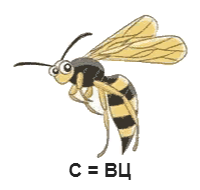 С = ВЦ